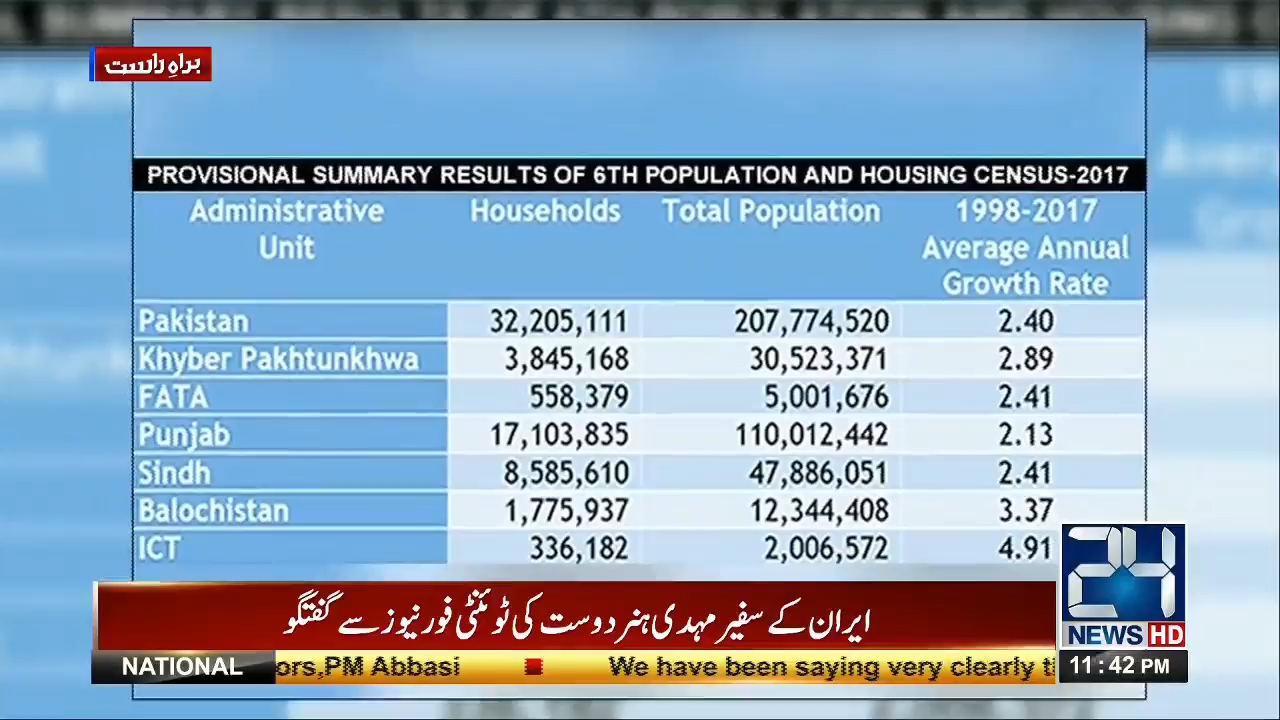 براہِ راست
PROVISIONAL SUMMARY RESULTS OF 6TH POPULATION AND HOUSING CENSUS-2017
Administrative Unit Households Total Population 1998-2017 Average Annual Growth Rate
Pakistan 32,205,111 207,774,520 2.40
Khyber Pakhtunkhwa 3,845,168 30,523,371 2.89
FATA 558,379 5,001,676 2.41
Punjab 17,103,835 110,012,442 2.13
Sindh 8,585,610 47,886,051 2.41
Balochistan 1,775,937 12,344,408 3.37
ICT 336,182 2,006,572 4.91
24
NEWS HD
ایران کے سفیر مہدی ہنر دوست کی ٹوئنٹی فور نیوز سے گفتگو
NATIONAL ors,PM Abbasi We have been saying very clearly t
11:42 PM